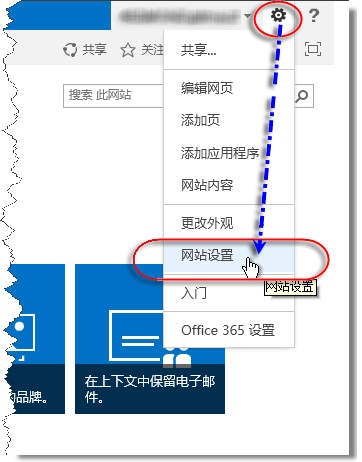 ?
共享 关注
共享...
编辑网页
搜索 此网站
添加页
添加应用程序
网站内容
更改外观
网站设置
网站设置
入门
Office 365 设置
的品牌。
在上下文中保留电子邮
件。